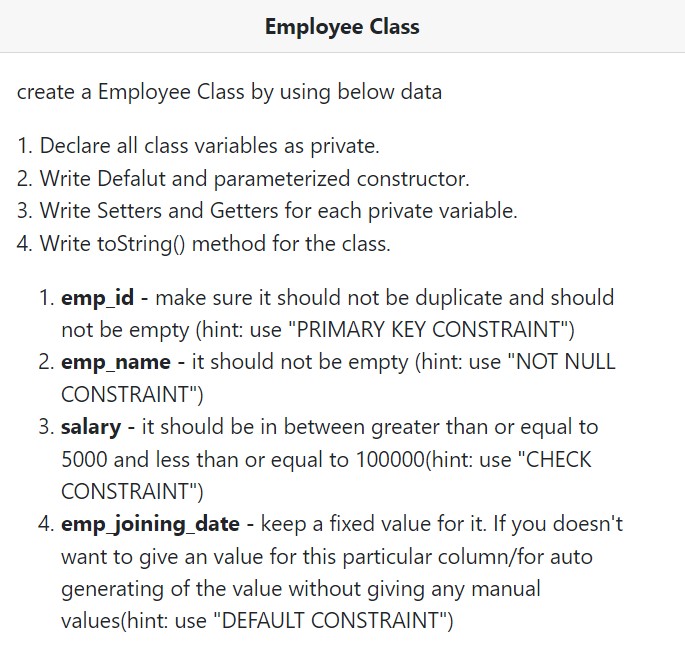 Employee Class
create a Employee Class by using below data
1. Declare all class variables as private.
2. Write Defalut and parameterized constructor.
3. Write Setters and Getters for each private variable.
4. Write toString() method for the class.
1. emp_id - make sure it should not be duplicate and should
not be empty (hint: use "PRIMARY KEY CONSTRAINT")
2. emp_name - it should not be empty (hint: use "NOT NULL
CONSTRAINT")
3. salary - it should be in between greater than or equal to
5000 and less than or equal to 100000(hint: use "CHECK
CONSTRAINT")
4. emp_joining_date - keep a fixed value for it. If you doesn't
want to give an value for this particular column/for auto
generating of the value without giving any manual
values(hint: use "DEFAULT CONSTRAINT")